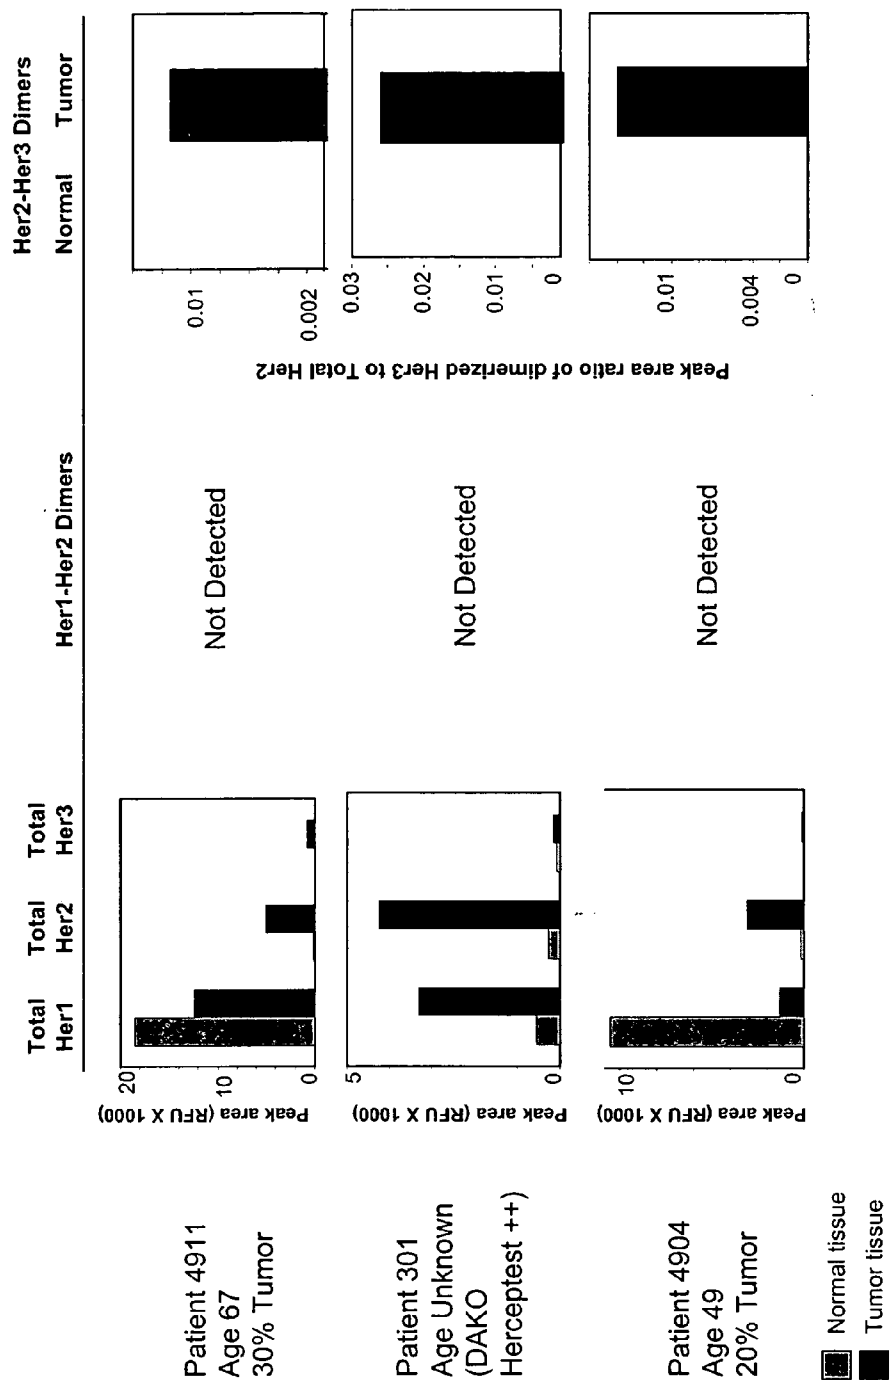 Her1-Her2 Dimers
Her2-Her3 Dimers
Total Her1
Total Her2
Total Her3
Normal
Tumor
Patient 4911
Age 67
30% Tumor
Peak area (RFU X 1000)
20
10
0
Not Detected
0.01
0.002
Patient 301
Age Unknown
(DAKO
Herceptest ++)
Peak area (RFU X 1000)
5
0
Not Detected
Peak area ratio of dimerized Her3 to Total Her2
0.03
0.02
0.01
0
Patient 4904
Age 49
20% Tumor
Peak area (RFU X 1000)
10
0
Not Detected
0.01
0.004
0
Normal tissue
Tumor tissue